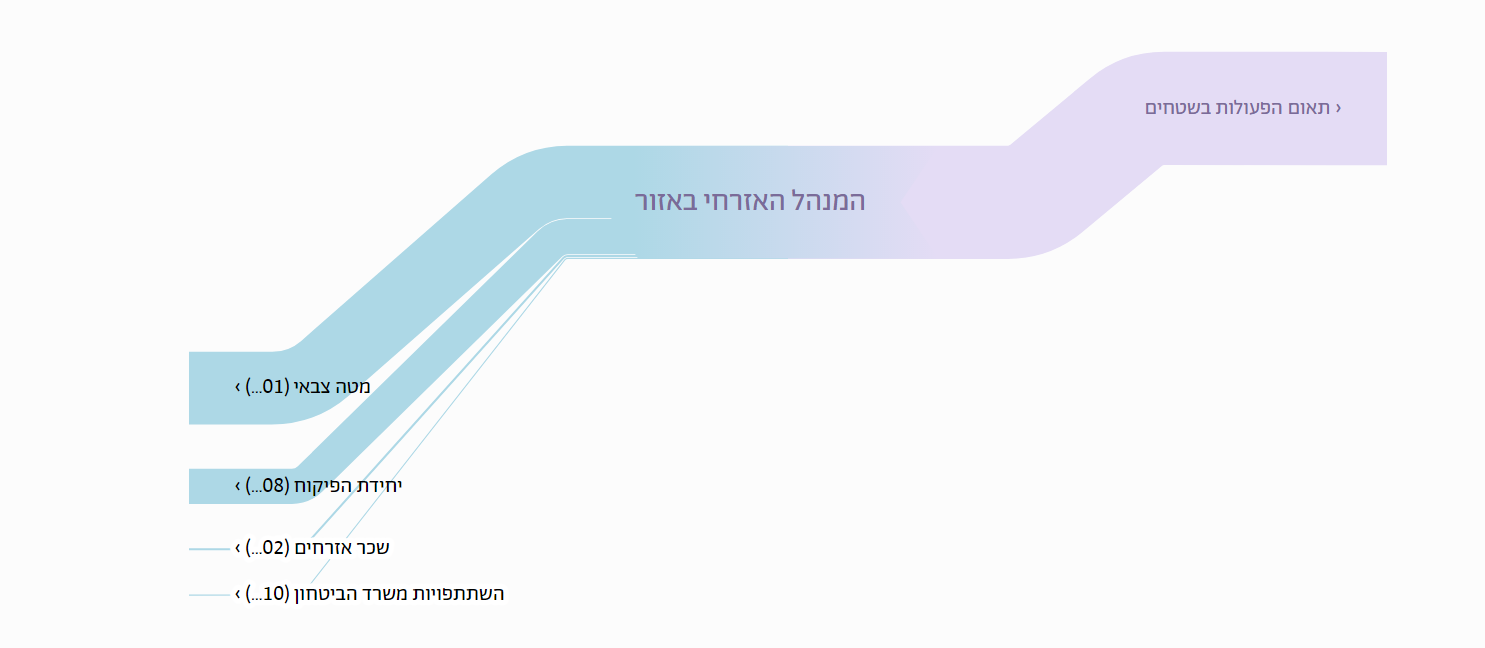 ‹ תאום הפעולות בשטחים
המנהל האזרחי באזור
מטה צבאי (01...) ›
יחידת הפיקוח (08...) ›
שכר אזרחים (02...) ›
השתתפויות משרד הביטחון (10...) ›